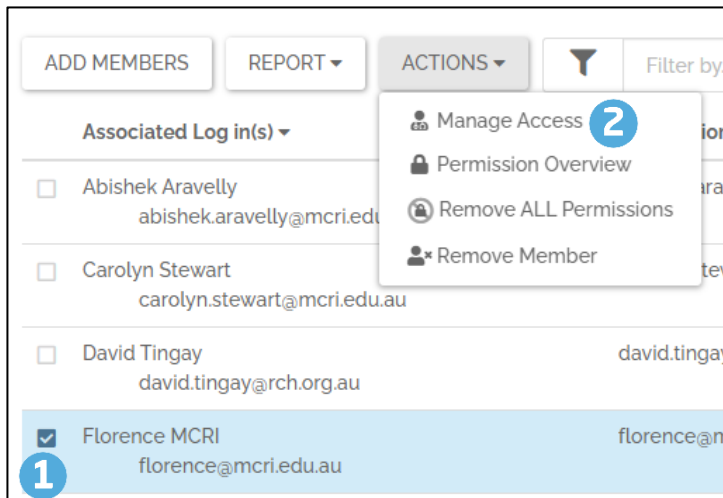 ADD MEMBERS REPORT ACTIONS Filter by
Manage Access 2
Permission Overview
Remove ALL Permissions
Remove Member
Associated Log in(s)
Abishek Aravelly
abishek.aravelly@mcri.edu
Carolyn Stewart
carolyn.stewart@mcri.edu.au
David Tingay david.tingay
david.tingay@rch.org.au
Florence MCRI florence@m
1 florence@mcri.edu.au